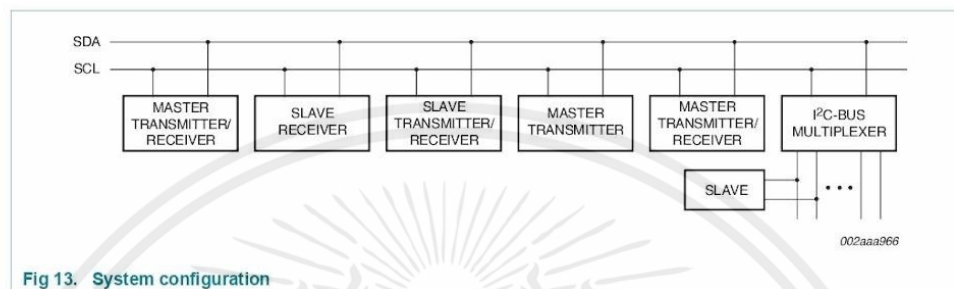 SDA
SCL
MASTER
TRANSMITTER/
RECEIVER
SLAVE
RECEIVER
SLAVE
TRANSMITTER/
RECEIVER
MASTER
TRANSMITTER
MASTER
TRANSMITTER/
RECEIVER
I²C-BUS
MULTIPLEXER
SLAVE
002aaa966
Fig 13. System configuration